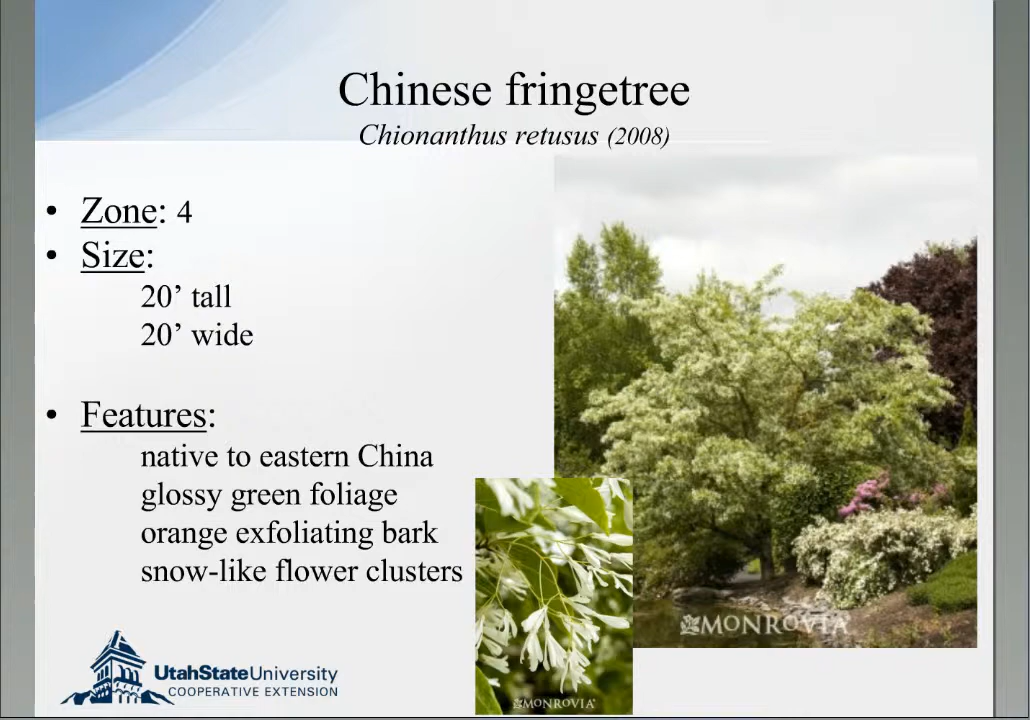 Chinese fringetree
Chionanthus retusus (2008)
• Zone: 4
• Size:
20’ tall
20’ wide
• Features:
native to eastern China
glossy green foliage
orange exfoliating bark
snow-like flower clusters
MONROVIA
MONROVIA
UtahStateUniversity
COOPERATIVE EXTENSION